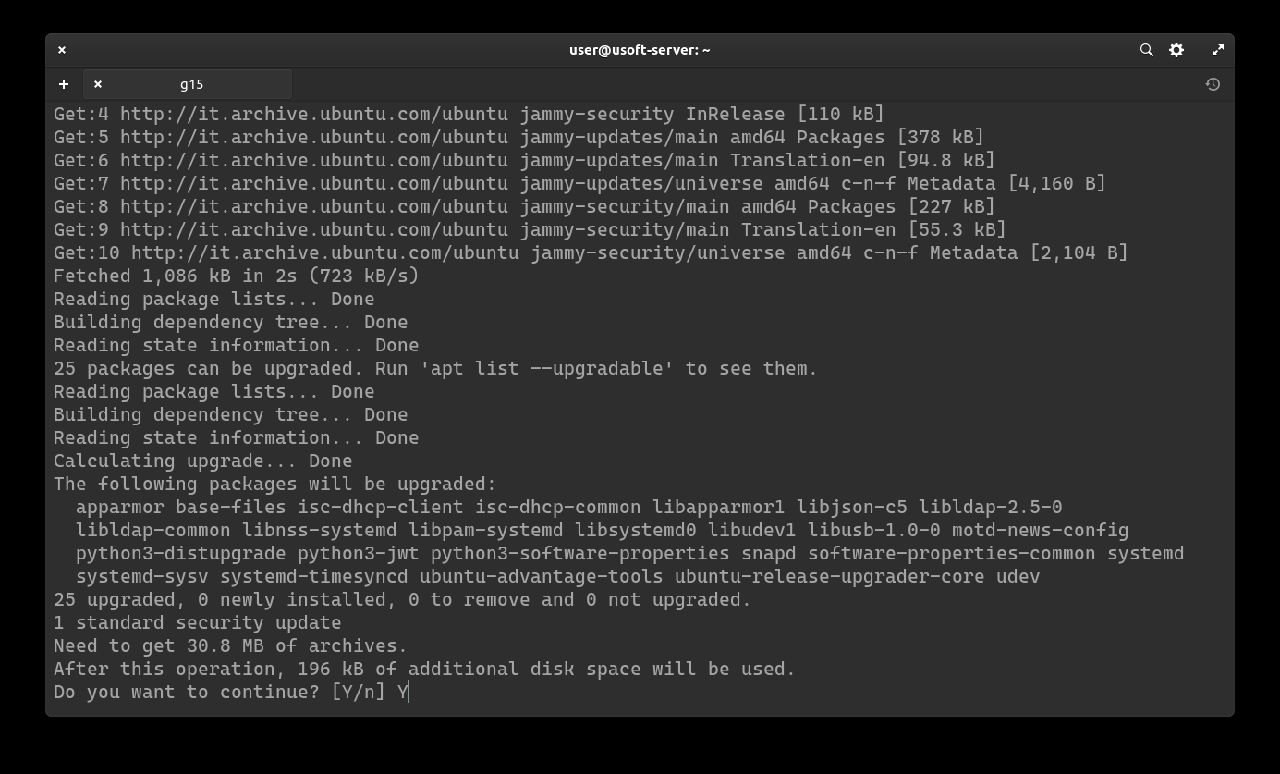 user@usoft-server: ~
g15
Get:4 http://it.archive.ubuntu.com/ubuntu jammy-security InRelease [110 kB]
Get:5 http://it.archive.ubuntu.com/ubuntu jammy-updates/main amd64 Packages [378 kB]
Get:6 http://it.archive.ubuntu.com/ubuntu jammy-updates/main Translation-en [94.8 kB]
Get:7 http://it.archive.ubuntu.com/ubuntu jammy-updates/universe amd64 c-n-f Metadata [4,160 B]
Get:8 http://it.archive.ubuntu.com/ubuntu jammy-security/main amd64 Packages [227 kB]
Get:9 http://it.archive.ubuntu.com/ubuntu jammy-security/main Translation-en [55.3 kB]
Get:10 http://it.archive.ubuntu.com/ubuntu jammy-security/universe amd64 c-n-f Metadata [2,104 B]
Fetched 1,086 kB in 2s (723 kB/s)
Reading package lists... Done
Building dependency tree... Done
Reading state information... Done
25 packages can be upgraded. Run 'apt list --upgradable' to see them.
Reading package lists... Done
Building dependency tree... Done
Reading state information... Done
Calculating upgrade... Done
The following packages will be upgraded:
  apparmor base-files isc-dhcp-client isc-dhcp-common libapparmor1 libjson-c5 libldap-2.5-0
  libldap-common libnss-systemd libpam-systemd libsystemd0 libudev1 libusb-1.0-0 motd-news-config
  python3-distupgrade python3-jwt python3-software-properties snapd software-properties-common systemd
  systemd-sysv systemd-timesyncd ubuntu-advantage-tools ubuntu-release-upgrader-core udev
25 upgraded, 0 newly installed, 0 to remove and 0 not upgraded.
1 standard security update
Need to get 30.8 MB of archives.
After this operation, 196 kB of additional disk space will be used.
Do you want to continue? [Y/n] Y